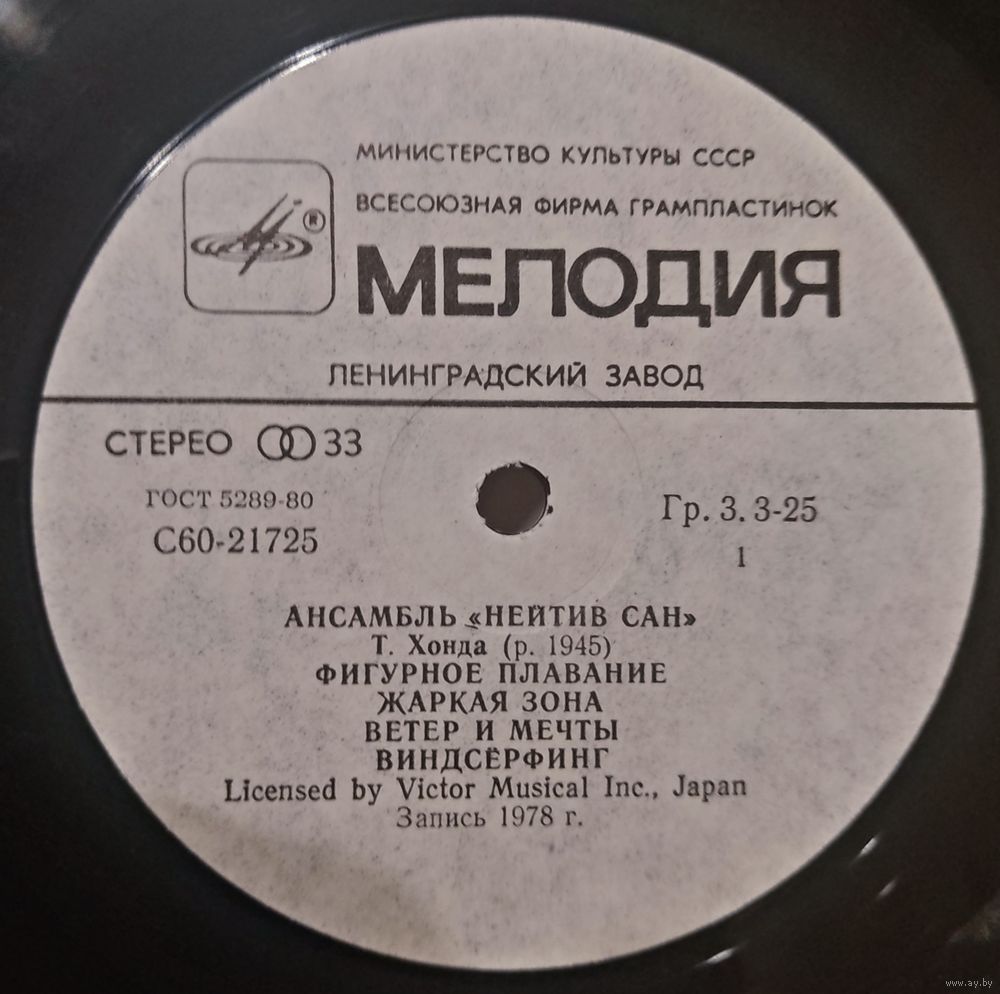 МИНИСТЕРСТВО КУЛЬТУРЫ СССР
ВСЕСОЮЗНАЯ ФИРМА ГРАМПЛАСТИНОК
®
МЕЛОДИЯ
ЛЕНИНГРАДСКИЙ ЗАВОД
СТЕРЕО 33
ГОСТ 5289-80
С60-21725
Гр. 3. 3-25
1
АНСАМБЛЬ «НЕЙТИВ САН»
Т. Хонда (р. 1945)
ФИГУРНОЕ ПЛАВАНИЕ
ЖАРКАЯ ЗОНА
ВЕТЕР И МЕЧТЫ
ВИНДСЁРФИНГ
Licensed by Victor Musical Inc., Japan
Запись 1978 г.
www.ay.by